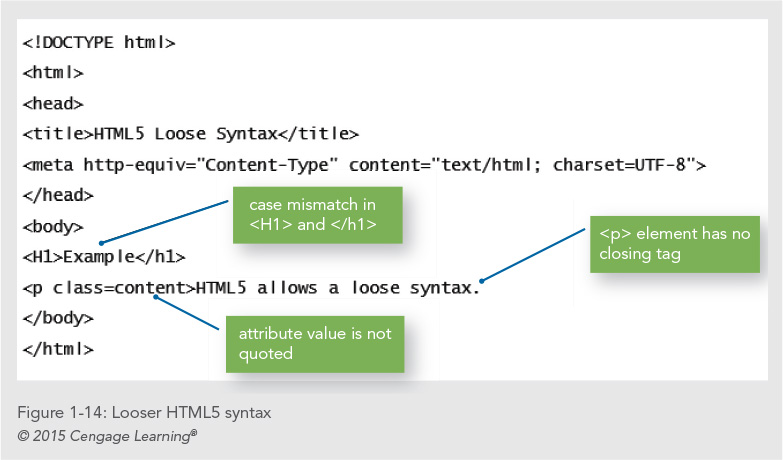 <!DOCTYPE html>
<html>
<head>
<title>HTML5 Loose Syntax</title>
<meta http-equiv="Content-Type" content="text/html; charset=UTF-8">
</head>
case mismatch in
<H1> and </h1>
<body>
<p> element has no
closing tag
<H1>Example</h1>
<p class=content>HTML5 allows a loose syntax.
</body>
attribute value is not
quoted
</html>
Figure 1-14: Looser HTML5 syntax
© 2015 Cengage Learning®